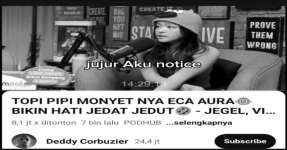 PROVE
THEM
WRONG
jujur Aku notice
14:29
TOPI PIPI MONYET NYA ECA AURA
BIKIN HATI JEDAT JEDUT - JEGEL, VI...
8,1 jt x ditonton 7 bln lalu PODHUB ...selengkapnya
Deddy Corbuzier 24,4 jt
Subscribe